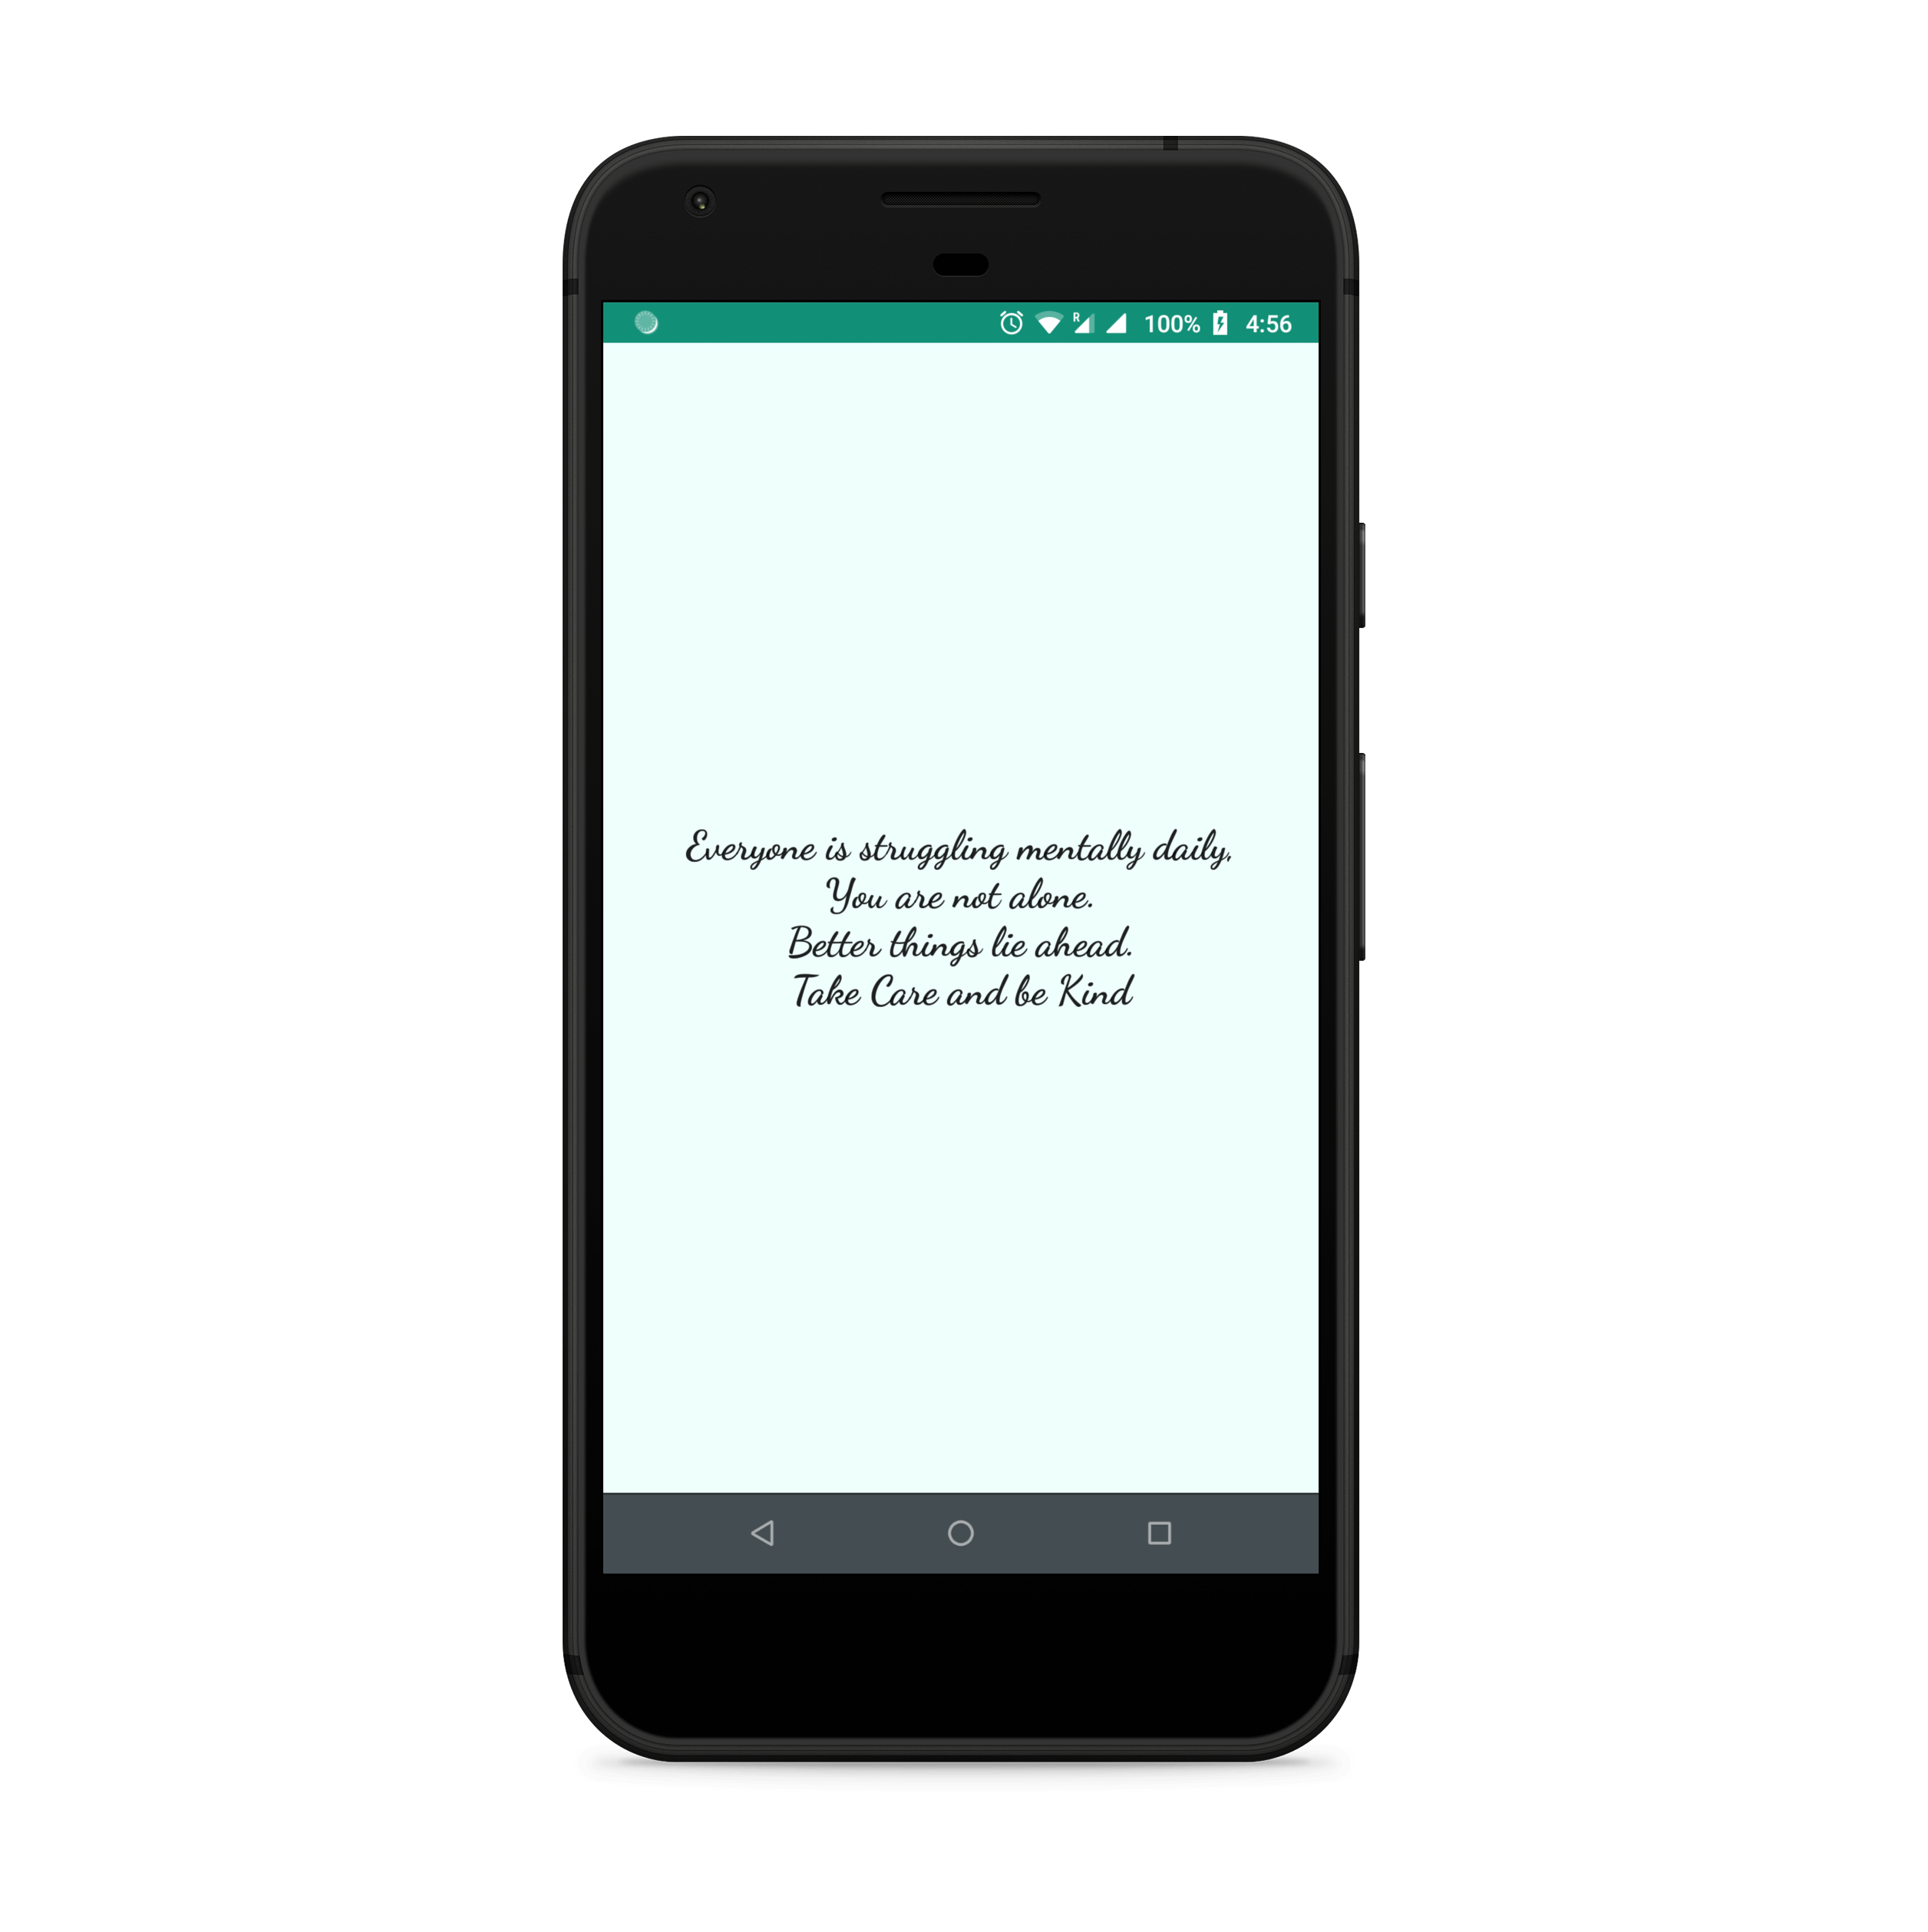 R 100% 4:56
Everyone is struggling mentally daily,
You are not alone.
Better things lie ahead.
Take Care and be Kind